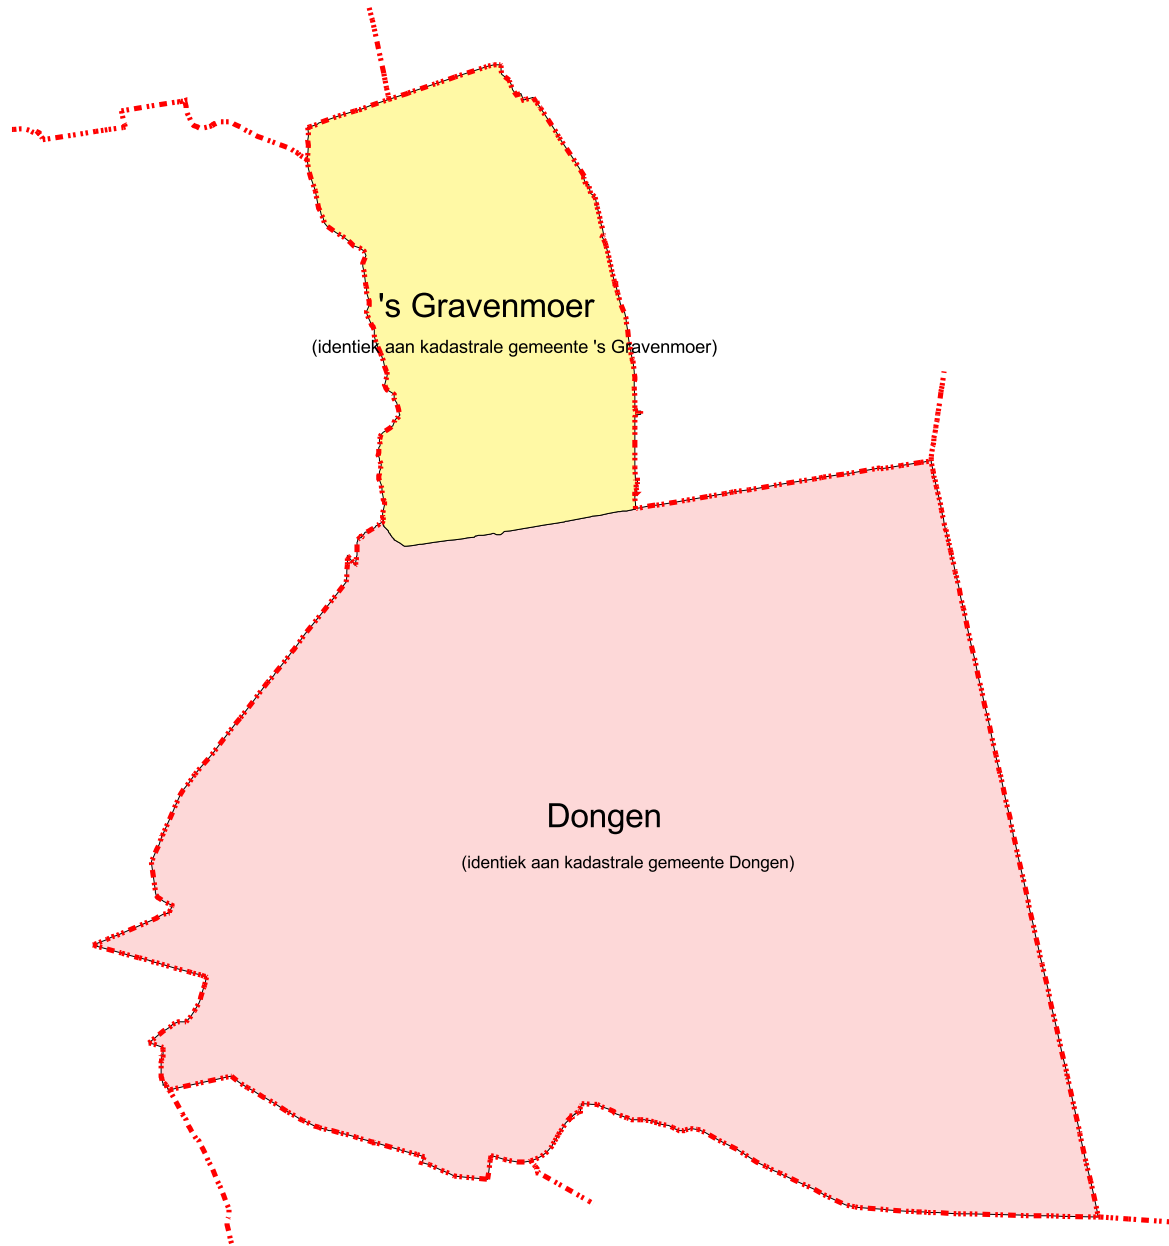 's Gravenmoer
(identiek aan kadastrale gemeente 's Gravenmoer)
Dongen
(identiek aan kadastrale gemeente Dongen)